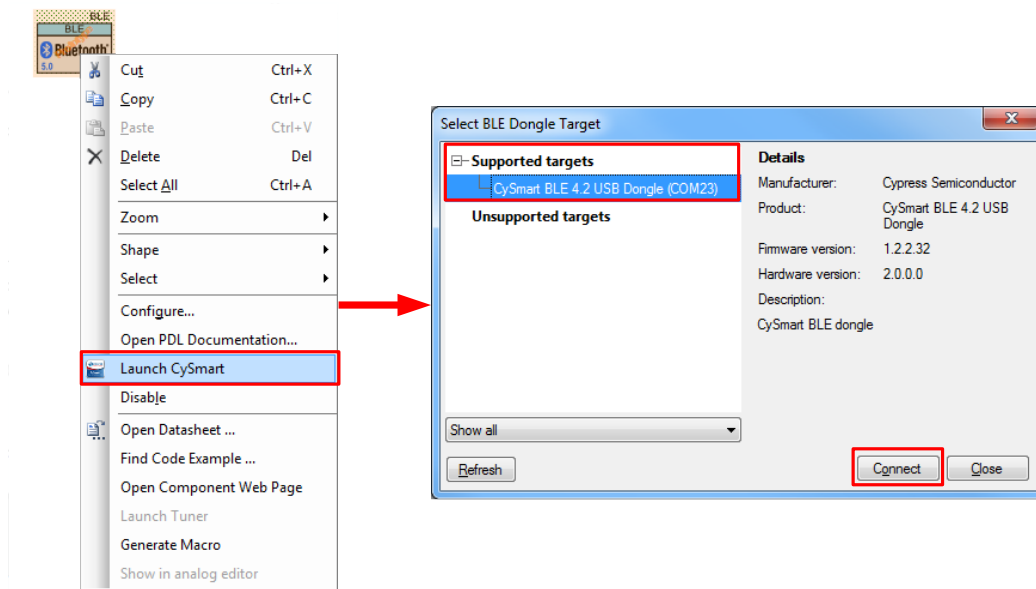 BLE
BLE
Bluetooth
5.0
Cut Ctrl+X
Copy Ctrl+C
Paste Ctrl+V
Delete Del
Select All Ctrl+A
Zoom
Shape
Select
Configure...
Open PDL Documentation...
Launch CySmart
Disable
Open Datasheet ...
Find Code Example ...
Open Component Web Page
Launch Tuner
Generate Macro
Show in analog editor
Select BLE Dongle Target
Supported targets
CySmart BLE 4.2 USB Dongle (COM23)
Unsupported targets
Show all
Refresh
Details
Manufacturer: Cypress Semiconductor
Product: CySmart BLE 4.2 USB
Dongle
Firmware version: 1.2.2.32
Hardware version: 2.0.0.0
Description:
CySmart BLE dongle
Connect Close